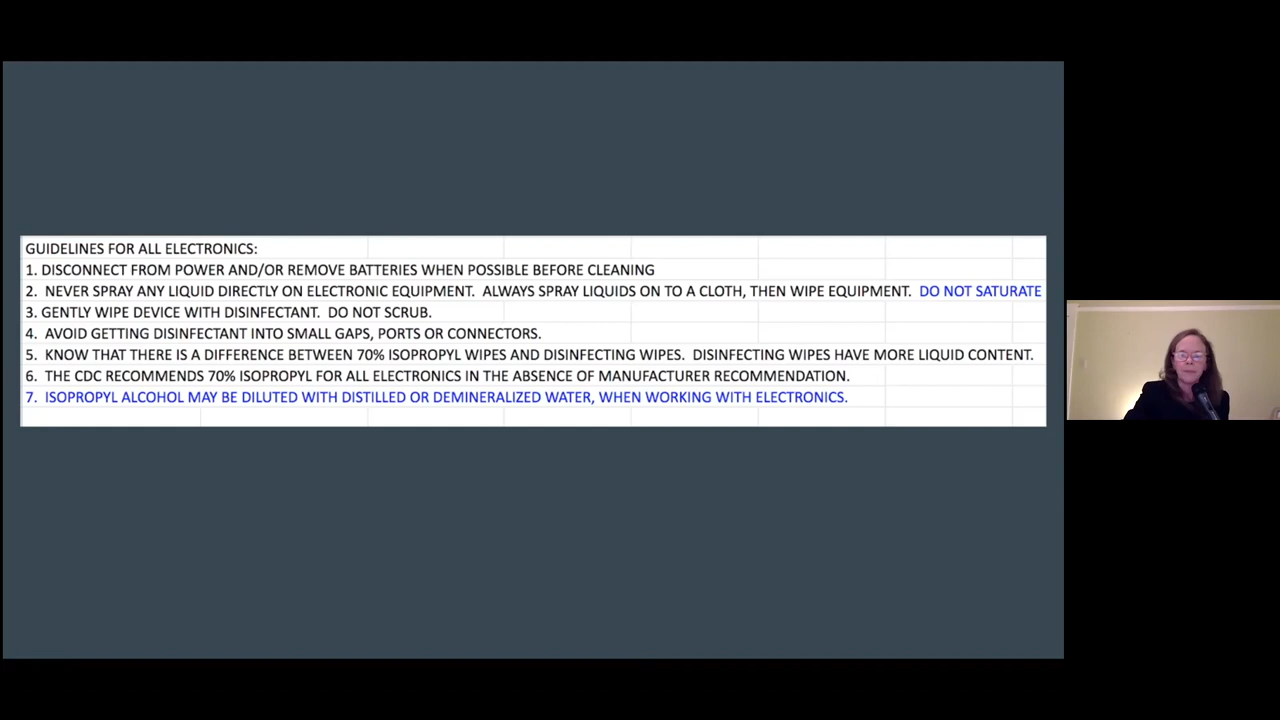 GUIDELINES FOR ALL ELECTRONICS:
1. DISCONNECT FROM POWER AND/OR REMOVE BATTERIES WHEN POSSIBLE BEFORE CLEANING
2. NEVER SPRAY ANY LIQUID DIRECTLY ON ELECTRONIC EQUIPMENT. ALWAYS SPRAY LIQUIDS ON TO A CLOTH, THEN WIPE EQUIPMENT. DO NOT SATURATE
3. GENTLY WIPE DEVICE WITH DISINFECTANT. DO NOT SCRUB.
4. AVOID GETTING DISINFECTANT INTO SMALL GAPS, PORTS OR CONNECTORS.
5. KNOW THAT THERE IS A DIFFERENCE BETWEEN 70% ISOPROPYL WIPES AND DISINFECTING WIPES. DISINFECTING WIPES HAVE MORE LIQUID CONTENT.
6. THE CDC RECOMMENDS 70% ISOPROPYL FOR ALL ELECTRONICS IN THE ABSENCE OF MANUFACTURER RECOMMENDATION.
7. ISOPROPYL ALCOHOL MAY BE DILUTED WITH DISTILLED OR DEMINERALIZED WATER, WHEN WORKING WITH ELECTRONICS.